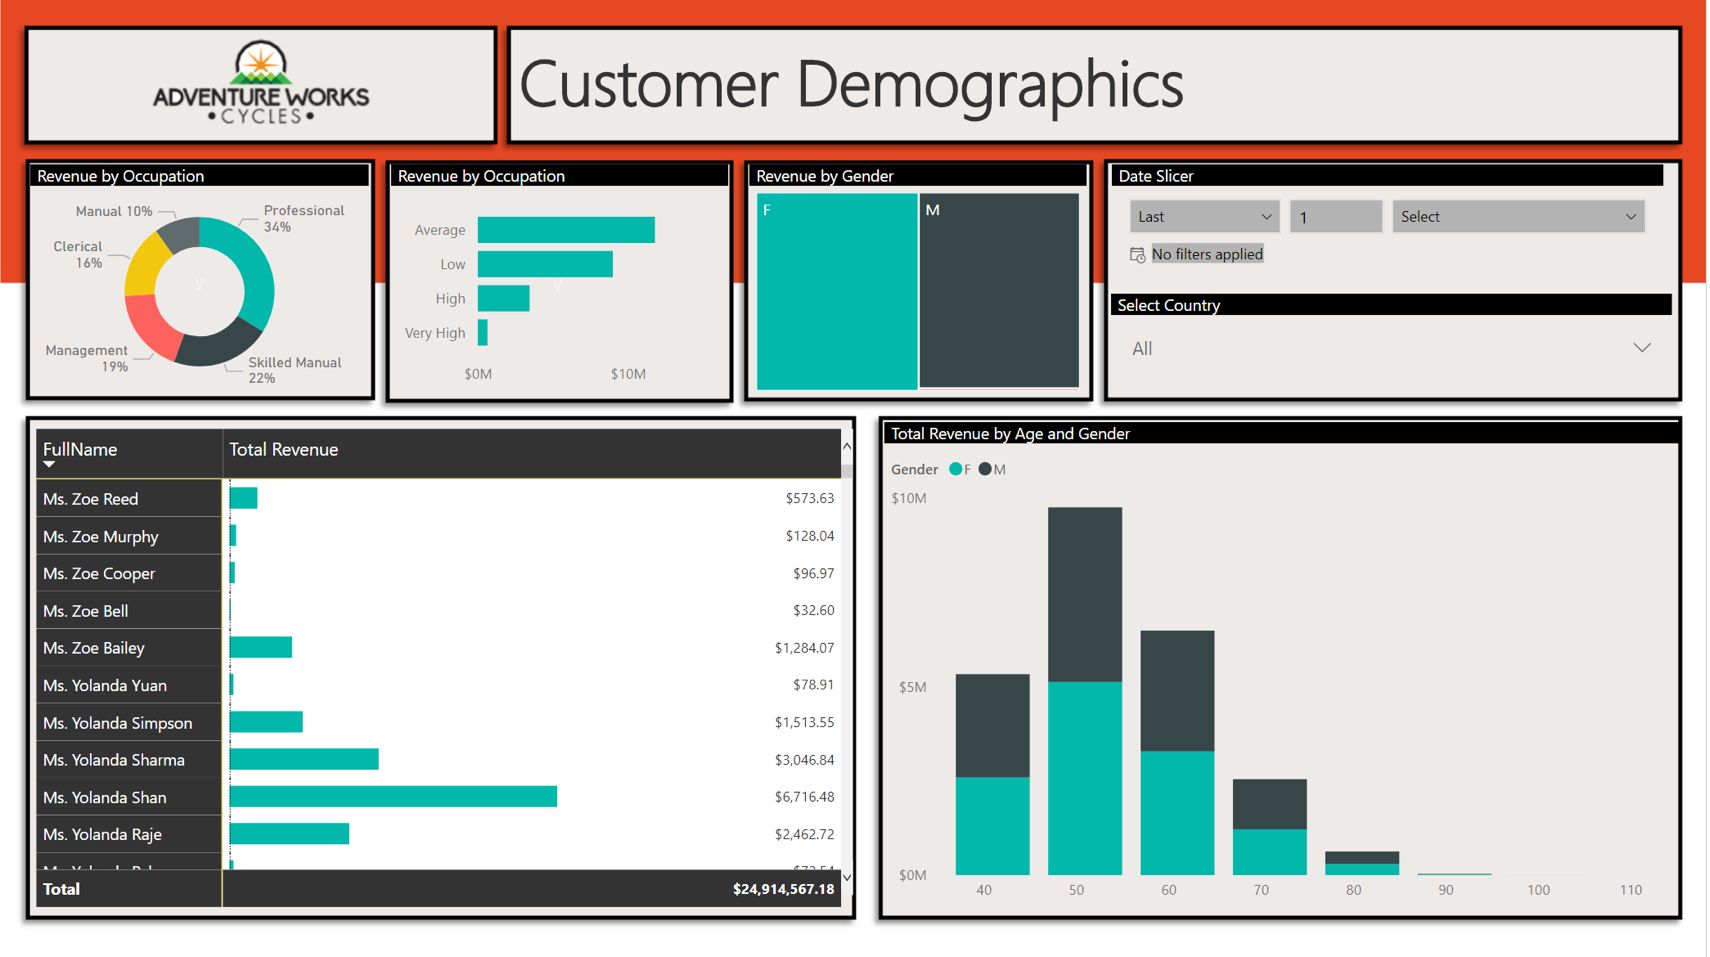 ADVENTURE WORKS
•CYCLES•
Customer Demographics
Revenue by Occupation
Manual 10%
Professional
34%
Clerical
16%
Management
19%
Skilled Manual
22%
Revenue by Occupation
Average
Low
High
Very High
$0M
$10M
Revenue by Gender
F
M
Date Slicer
Last
1
Select
No filters applied
Select Country
All
FullName
Total Revenue
Ms. Zoe Reed
$573.63
Ms. Zoe Murphy
$128.04
Ms. Zoe Cooper
$96.97
Ms. Zoe Bell
$32.60
Ms. Zoe Bailey
$1,284.07
Ms. Yolanda Yuan
$78.91
Ms. Yolanda Simpson
$1,513.55
Ms. Yolanda Sharma
$3,046.84
Ms. Yolanda Shan
$6,716.48
Ms. Yolanda Raje
$2,462.72
Total
$24,914,567.18
Total Revenue by Age and Gender
Gender F M
$10M
$5M
$0M
40 50 60 70 80 90 100 110